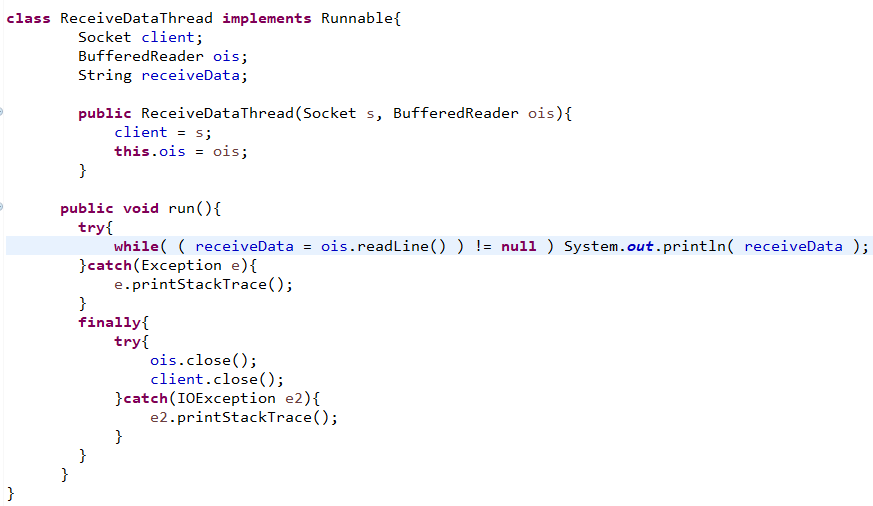 class ReceiveDataThread implements Runnable{
        Socket client;
        BufferedReader ois;
        String receiveData;

        public ReceiveDataThread(Socket s, BufferedReader ois){
            client = s;
            this.ois = ois;
        }

      public void run(){
        try{
            while( ( receiveData = ois.readLine() ) != null ) System.out.println( receiveData );
        }catch(Exception e){
            e.printStackTrace();
        }
        finally{
            try{
                ois.close();
                client.close();
            }catch(IOException e2){
                e2.printStackTrace();
            }
        }
      }
}